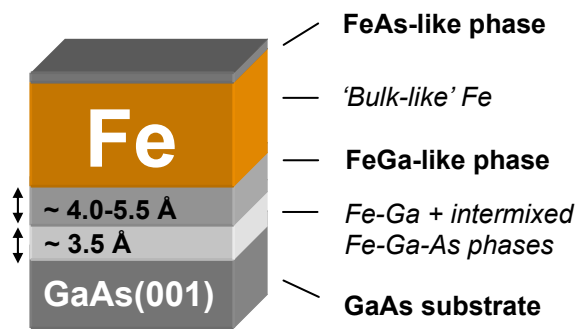 FeAs-like phase
‘Bulk-like’ Fe
Fe
FeGa-like phase
~ 4.0-5.5 Å
Fe-Ga + intermixed
~ 3.5 Å
Fe-Ga-As phases
GaAs(001)
GaAs substrate